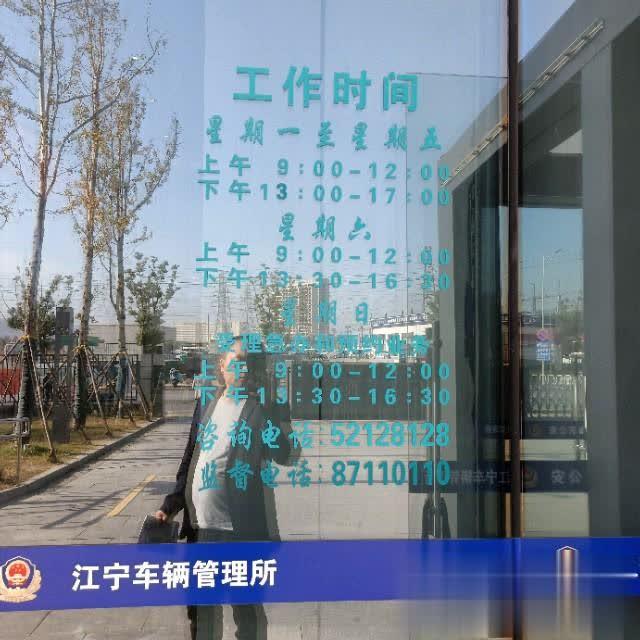 工作时间
星期一至星期五
上午 9:00-12:00
下午13:00-17:00
星期六
上午 9:00-12:00
下午13:30-16:30
星期日
上午 9:00-12:00
下午13:30-16:30
咨询电话:52128128
监督电话:87110110
江宁车辆管理所